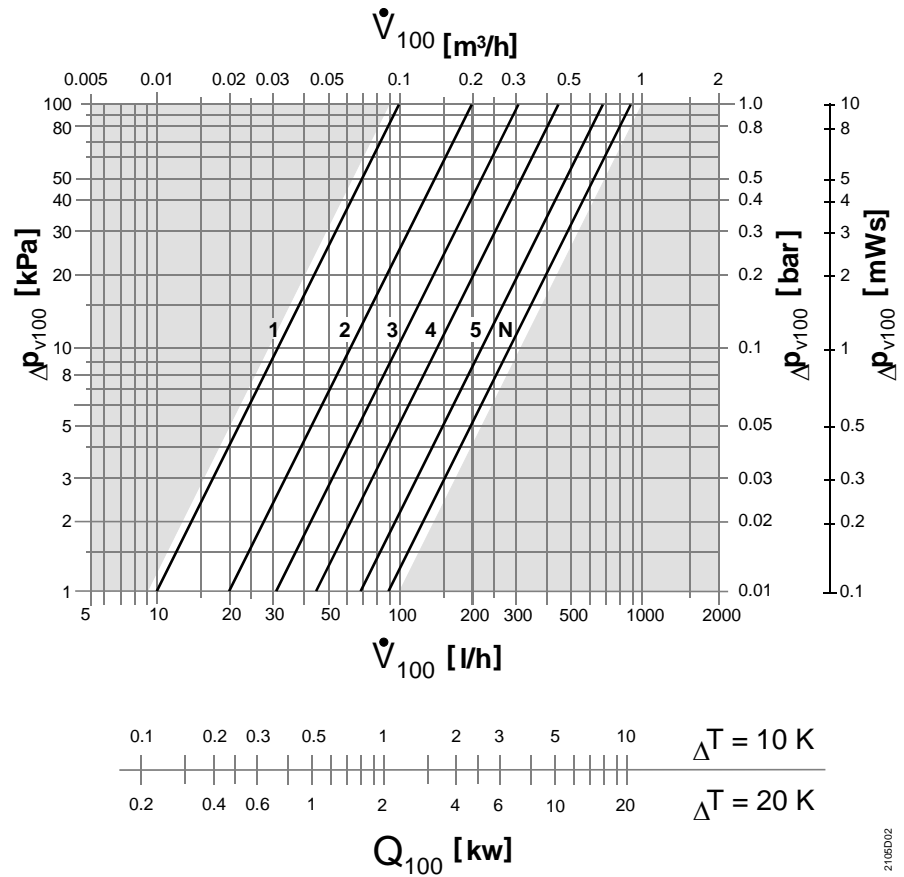 V̇100 [m³/h]
0.005 0.01 0.02 0.03 0.05 0.1 0.2 0.3 0.5 1 2
100 1.0 10
80 0.8 8
50 0.5 5
40 0.4 4
30 0.3 3
20 0.2 2
1 2 3 4 5 N
10 0.1 1
8
5 0.05 0.5
3 0.03 0.3
2 0.02 0.2
1 0.01 0.1
Δpv100 [kPa]
Δpv100 [bar]
Δpv100 [mWs]
5 10 20 30 50 100 200 300 500 1000 2000
V̇100 [l/h]
0.1 0.2 0.3 0.5 1 2 3 5 10 ΔT = 10 K
0.2 0.4 0.6 1 2 4 6 10 20 ΔT = 20 K
Q100 [kw]
2105D02